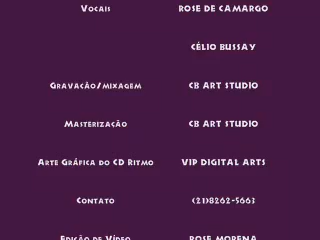 Vocais ROSE DE CAMARGO
CÉLIO BUSSAY
Gravacão/mixagem CB ART STUDIO
Masterização CB ART STUDIO
Arte Gráfica do CD Ritmo VIP DIGITAL ARTS
Contato (21)8262-5663
Edição de Vídeo ROSE MORENA